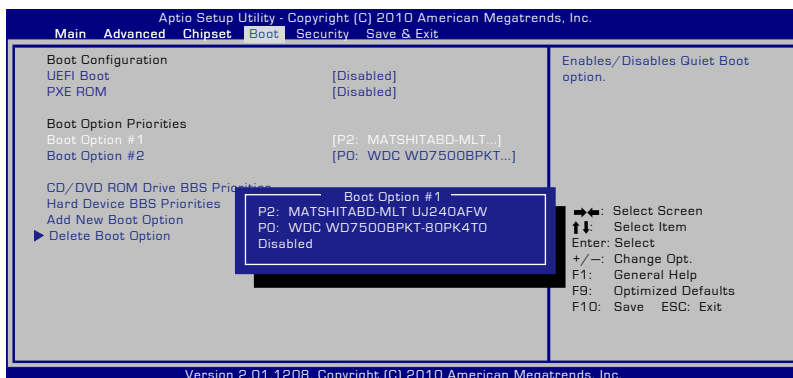 Aptio Setup Utility - Copyright (C) 2010 American Megatrends, Inc.
Main Advanced Chipset Boot Security Save & Exit
Boot Configuration
UEFI Boot [Disabled]
PXE ROM [Disabled]
Boot Option Priorities
Boot Option #1 [P2: MATSHITABD-MLT...]
Boot Option #2 [P0: WDC WD7500BPKT...]
CD/DVD ROM Drive BBS Priorities
Hard Device BBS Priorities
Add New Boot Option
Delete Boot Option
Boot Option #1
P2: MATSHITABD-MLT UJ240AFW
P0: WDC WD7500BPKT-80PK4T0
Disabled
Enables/Disables Quiet Boot
option.
→←: Select Screen
↑↓: Select Item
Enter: Select
+/—: Change Opt.
F1: General Help
F9: Optimized Defaults
F10: Save ESC: Exit
Version 2.01.1208. Copyright (C) 2010 American Megatrends, Inc.